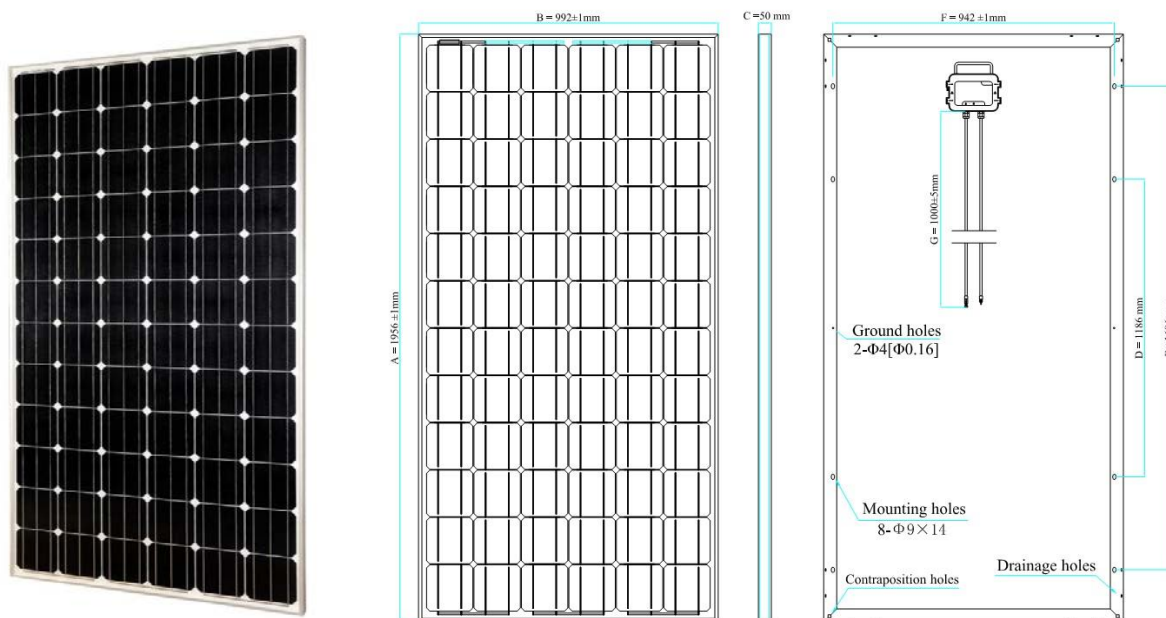 B = 992±1mm
C =50 mm
F = 942 ±1mm
A = 1956 ±1mm
G = 1000±5mm
D = 1186 mm
Ground holes
2-Φ4[Φ0.16]
Mounting holes
8-Φ9×14
Contraposition holes
Drainage holes